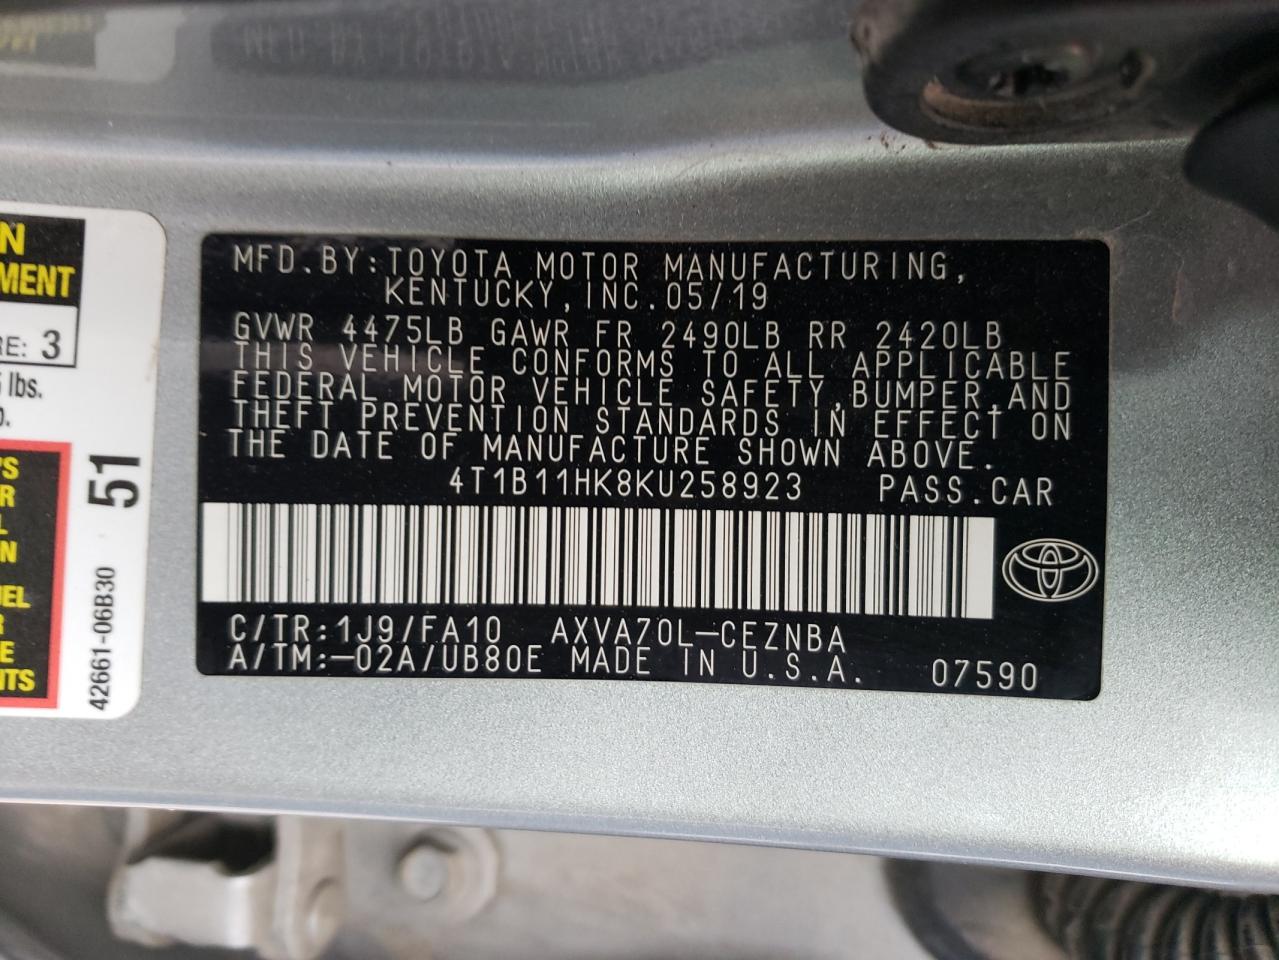 MFD.BY:TOYOTA MOTOR MANUFACTURING,
KENTUCKY,INC.05/19
GVWR 4475LB GAWR FR 2490LB RR 2420LB
THIS VEHICLE CONFORMS TO ALL APPLICABLE
FEDERAL MOTOR VEHICLE SAFETY,BUMPER,AND
THEFT PREVENTION STANDARDS IN EFFECT ON
THE DATE OF MANUFACTURE SHOWN ABOVE.
4T1B11HK8KU258923 PASS.CAR
C/TR:1J9/FA10 AXVA70L-CEZNBA
A/TM:-02A/UB80E MADE IN U.S.A. 07590
3
lbs.
51
42661-06B30